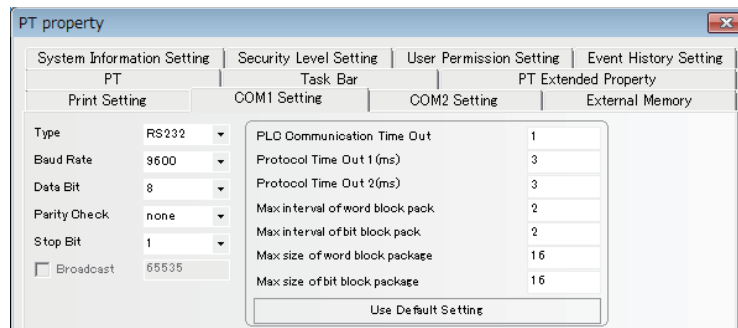 PT property
System Information Setting Security Level Setting User Permission Setting Event History Setting
PT Task Bar PT Extended Property
Print Setting COM1 Setting COM2 Setting External Memory
Type RS232 PLC Communication Time Out 1
Baud Rate 9600 Protocol Time Out 1(ms) 3
Data Bit 8 Protocol Time Out 2(ms) 3
Parity Check none Max interval of word block pack 2
Stop Bit 1 Max interval of bit block pack 2
Broadcast 65535 Max size of word block package 16
Max size of bit block package 16
Use Default Setting